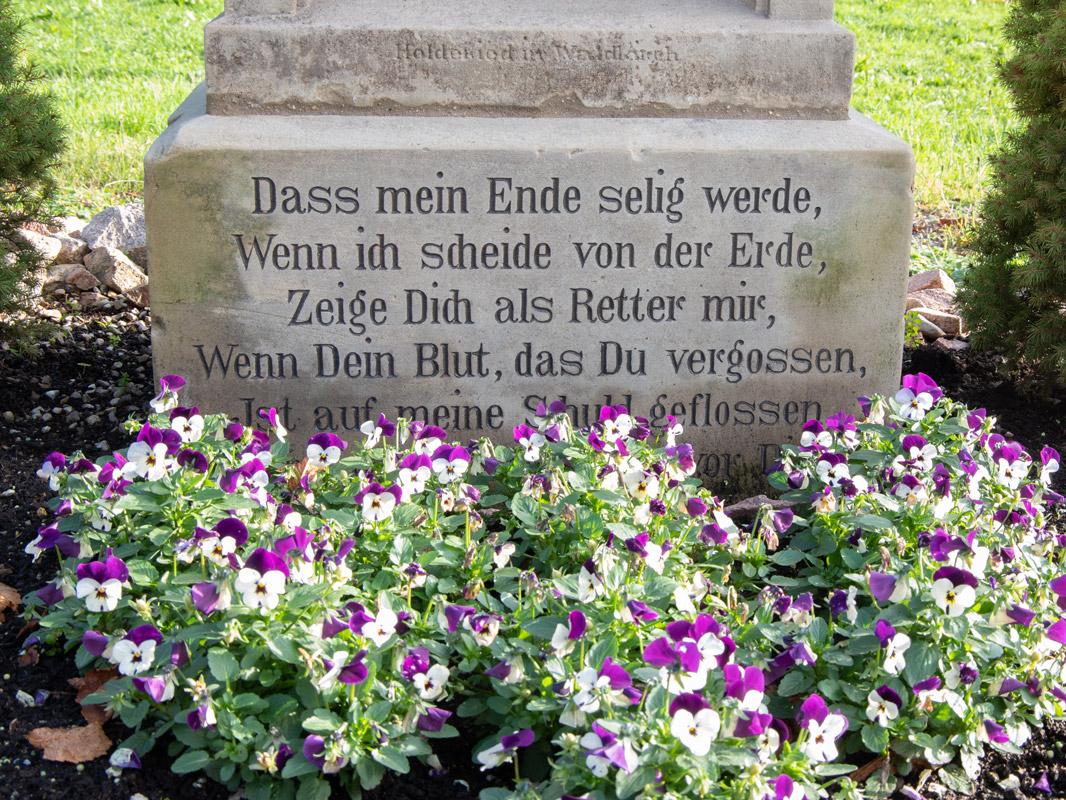 Holderied in Waldkirch
Dass mein Ende selig werde,
Wenn ich scheide von der Erde,
Zeige Dich als Retter mir,
Wenn Dein Blut, das Du vergossen,
Ist auf meine Schuld geflossen
vor